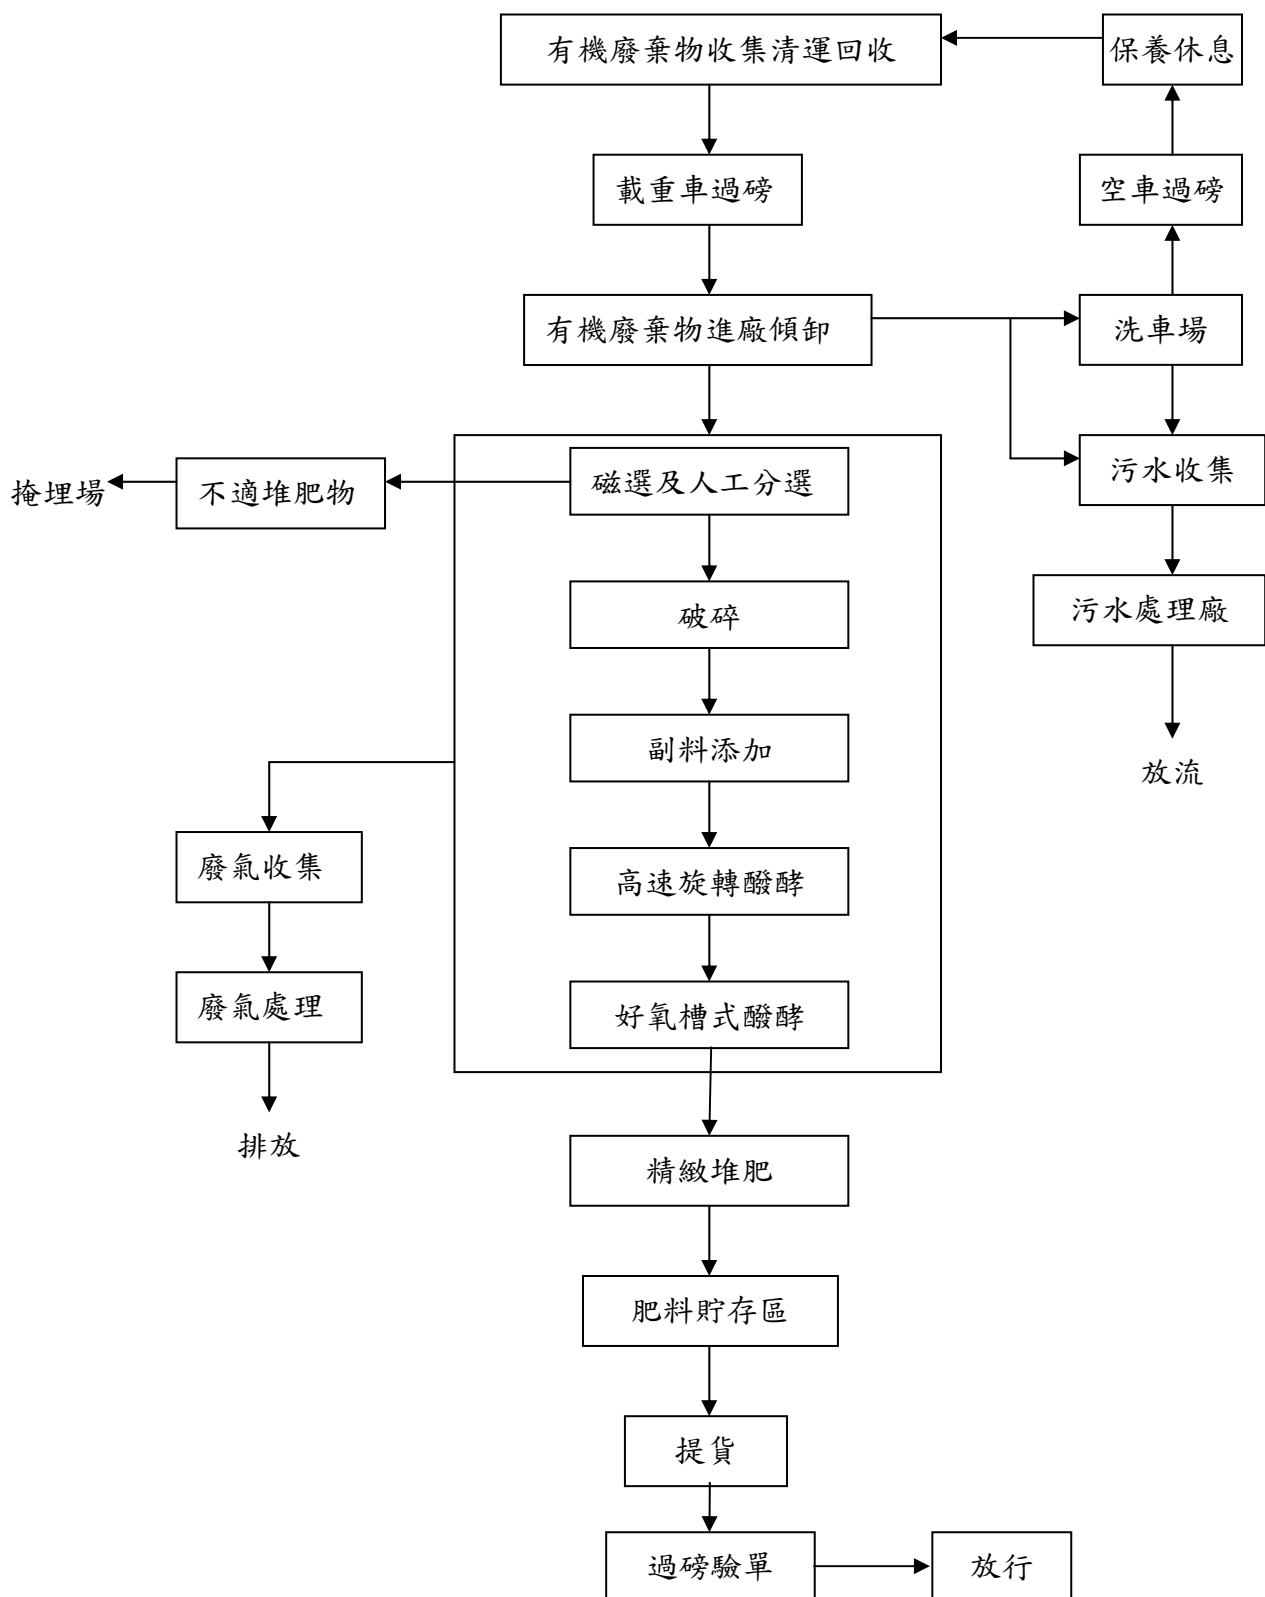 有機廢棄物收集清運回收
保養休息
載重車過磅
空車過磅
有機廢棄物進廠傾卸
洗車場
掩埋場
不適堆肥物
磁選及人工分選
污水收集
破碎
污水處理廠
副料添加
放流
廢氣收集
高速旋轉醱酵
廢氣處理
好氧槽式醱酵
排放
精緻堆肥
肥料貯存區
提貨
過磅驗單
放行